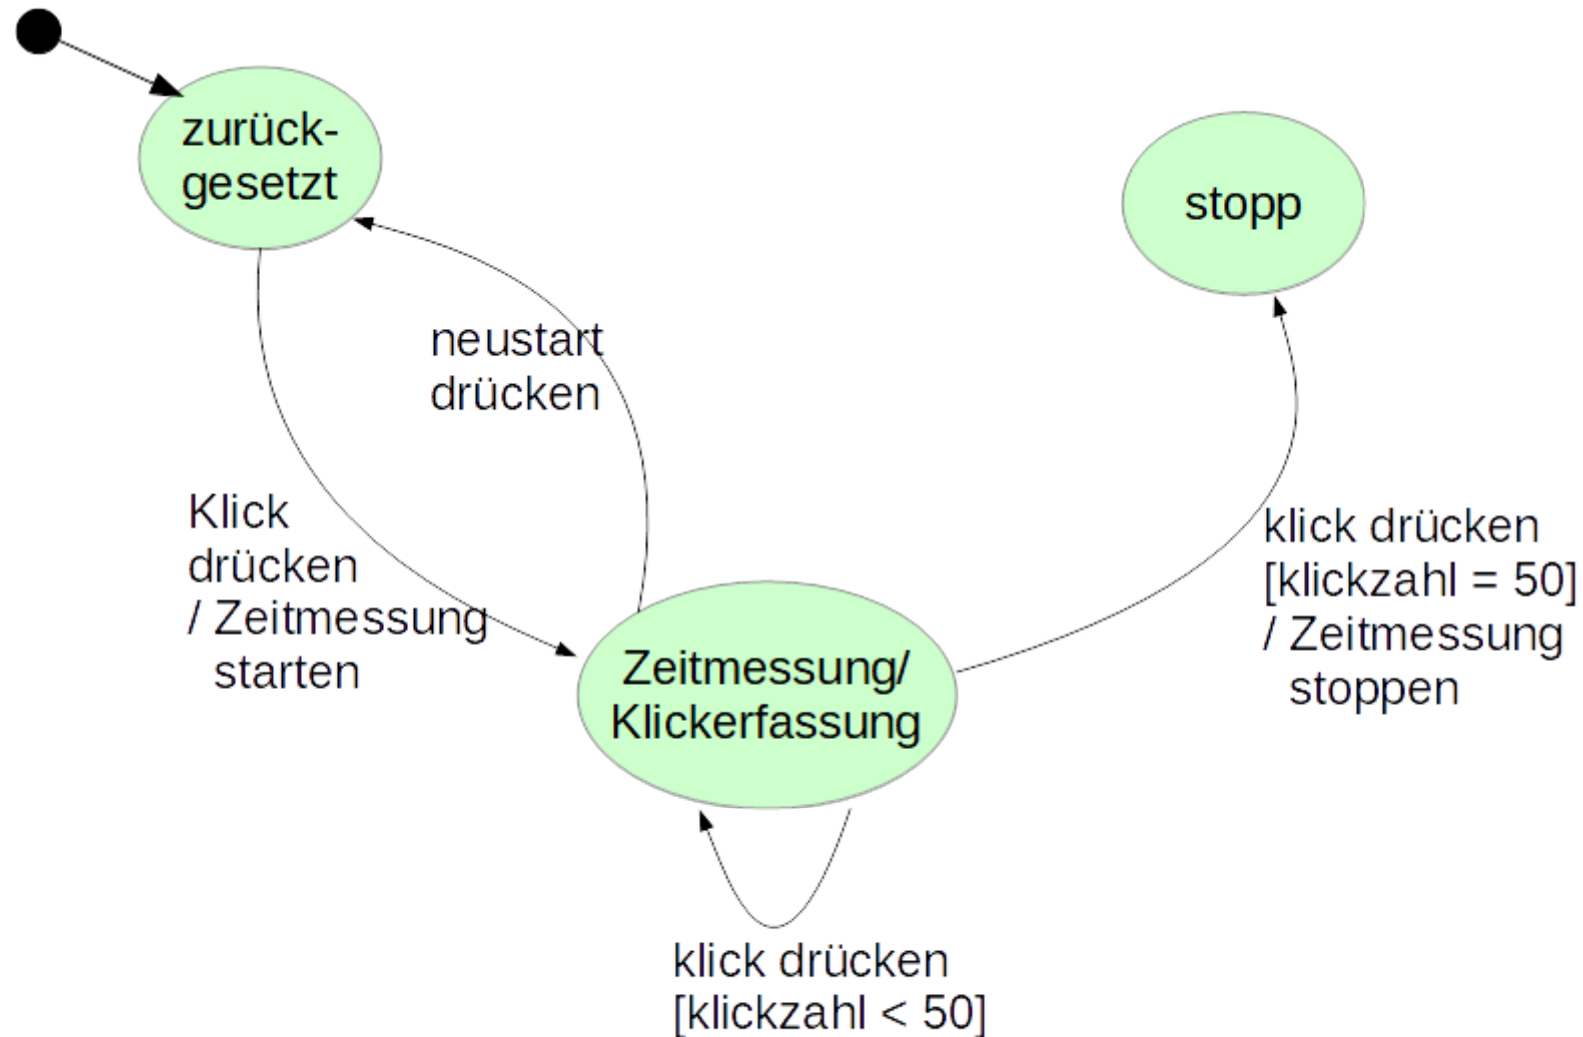 zurück-
gesetzt
stopp
neustart
drücken
Klick
drücken
/ Zeitmessung
starten
klick drücken
[klickzahl = 50]
/ Zeitmessung
stoppen
Zeitmessung/
Klickerfassung
klick drücken
[klickzahl < 50]